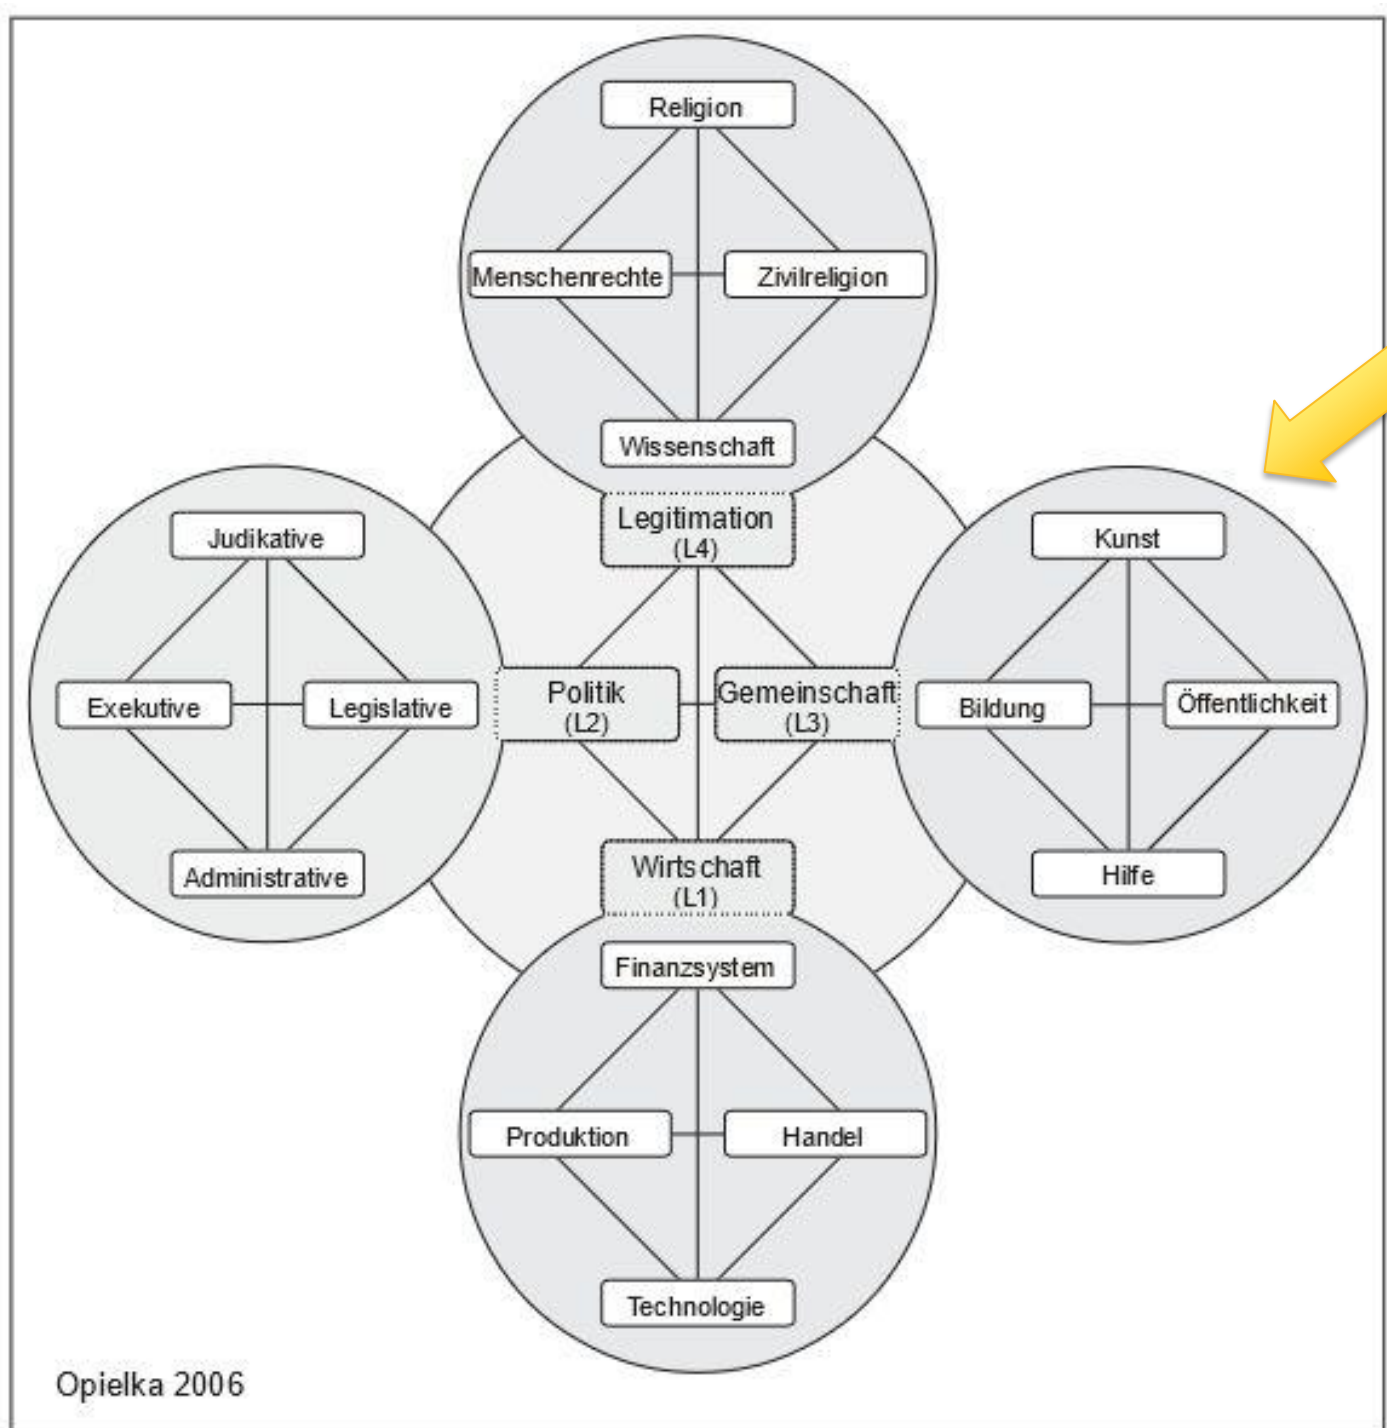 Religion
Menschenrechte
Zivilreligion
Wissenschaft
Legitimation
(L4)
Judikative
Exekutive
Legislative
Administrative
Politik
(L2)
Gemeinschaft
(L3)
Kunst
Bildung
Öffentlichkeit
Hilfe
Wirtschaft
(L1)
Finanzsystem
Produktion
Handel
Technologie
Opielka 2006